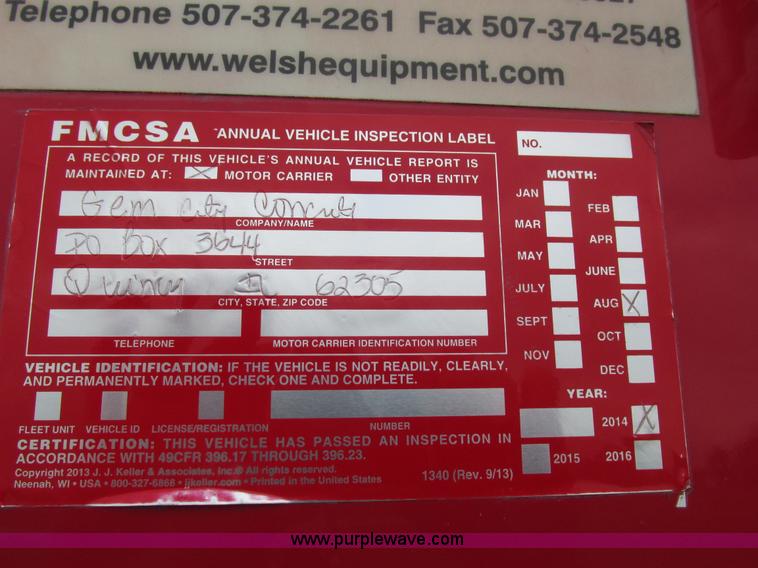 Telephone 507-374-2261 Fax 507-374-2548
www.welshequipment.com
FMCSA ANNUAL VEHICLE INSPECTION LABEL
NO.
A RECORD OF THIS VEHICLE'S ANNUAL VEHICLE REPORT IS
MAINTAINED AT: X MOTOR CARRIER OTHER ENTITY
Gem City Concrete
COMPANY/NAME
PO Box 3644
STREET
Quincy IL 62305
CITY, STATE, ZIP CODE
TELEPHONE MOTOR CARRIER IDENTIFICATION NUMBER
MONTH:
JAN FEB
MAR APR
MAY JUNE
JULY AUG X
SEPT OCT
NOV DEC
VEHICLE IDENTIFICATION: IF THE VEHICLE IS NOT READILY, CLEARLY,
AND PERMANENTLY MARKED, CHECK ONE AND COMPLETE.
FLEET UNIT VEHICLE ID LICENSE/REGISTRATION NUMBER
YEAR:
2014 X
2015 2016
CERTIFICATION: THIS VEHICLE HAS PASSED AN INSPECTION IN
ACCORDANCE WITH 49CFR 396.17 THROUGH 396.23.
Copyright 2013 J. J. Keller & Associates, Inc.® All rights reserved.
Neenah, WI • USA • 800-327-6868 • jjkeller.com • Printed in the United States
1340 (Rev. 9/13)
www.purplewave.com